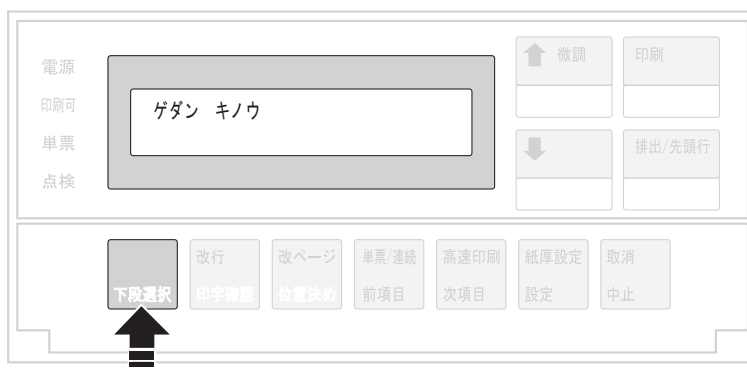 電源
印刷可
単票
点検
ゲダン キノウ
微調
印刷
排出/先頭行
下段選択
改行
印字確認
改ページ
位置決め
単票/連続
前項目
高速印刷
次項目
紙厚設定
設定
取消
中止